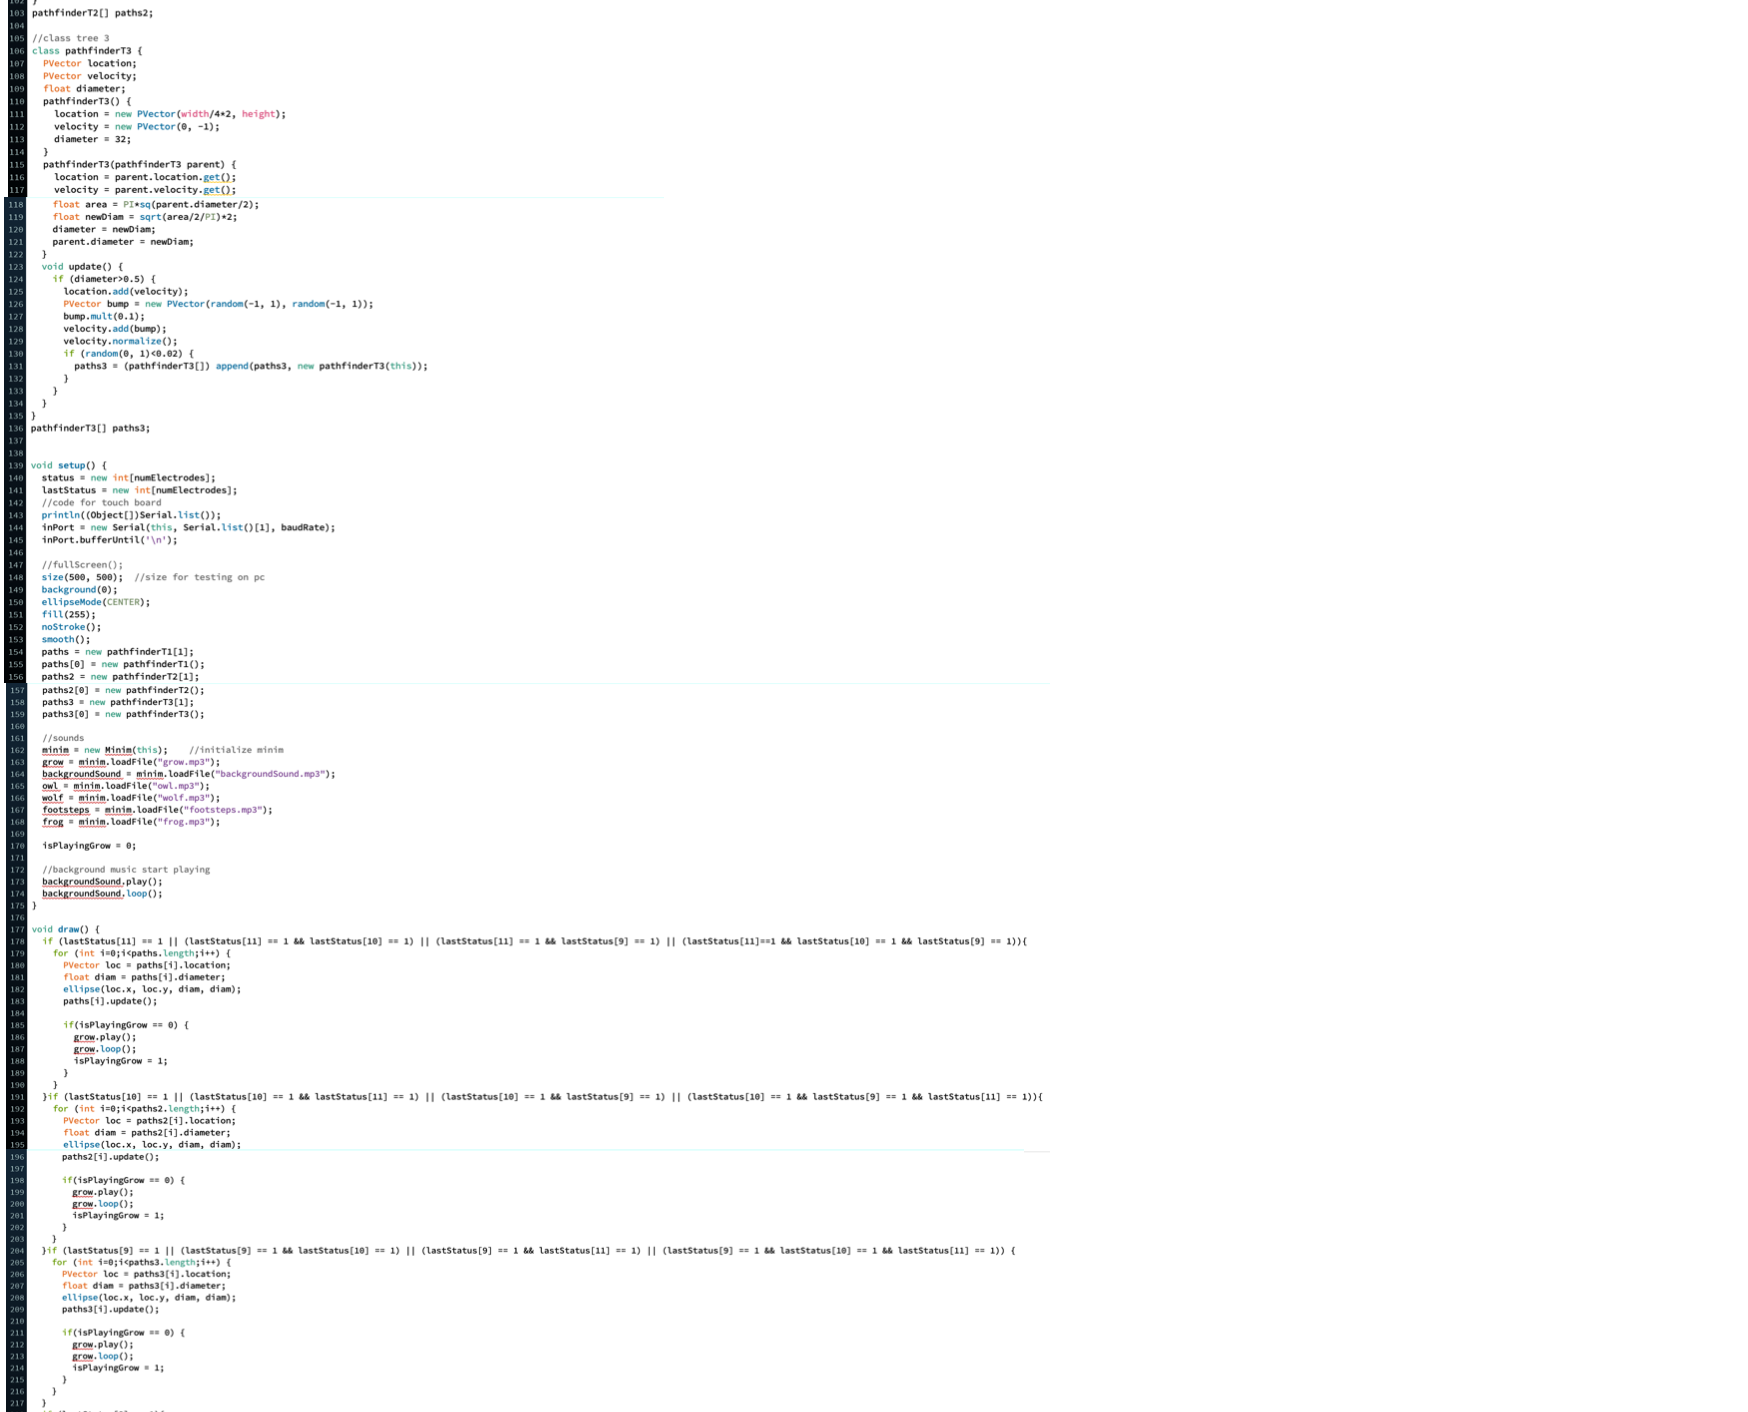 102 }
103 pathfinderT2[] paths2;
104
105 //class tree 3
106 class pathfinderT3 {
107   PVector location;
108   PVector velocity;
109   float diameter;
110   pathfinderT3() {
111     location = new PVector(width/4*2, height);
112     velocity = new PVector(0, -1);
113     diameter = 32;
114   }
115   pathfinderT3(pathfinderT3 parent) {
116     location = parent.location.get();
117     velocity = parent.velocity.get();
118     float area = PI*sq(parent.diameter/2);
119     float newDiam = sqrt(area/2/PI)*2;
120     diameter = newDiam;
121     parent.diameter = newDiam;
122   }
123   void update() {
124     if (diameter>0.5) {
125       location.add(velocity);
126       PVector bump = new PVector(random(-1, 1), random(-1, 1));
127       bump.mult(0.1);
128       velocity.add(bump);
129       velocity.normalize();
130       if (random(0, 1)<0.02) {
131         paths3 = (pathfinderT3[]) append(paths3, new pathfinderT3(this));
132       }
133     }
134   }
135 }
136 pathfinderT3[] paths3;
137
138
139 void setup() {
140   status = new int[numElectrodes];
141   lastStatus = new int[numElectrodes];
142   //code for touch board
143   println((Object[])Serial.list());
144   inPort = new Serial(this, Serial.list()[1], baudRate);
145   inPort.bufferUntil('\n');
146
147   //fullScreen();
148   size(500, 500);  //size for testing on pc
149   background(0);
150   ellipseMode(CENTER);
151   fill(255);
152   noStroke();
153   smooth();
154   paths = new pathfinderT1[1];
155   paths[0] = new pathfinderT1();
156   paths2 = new pathfinderT2[1];
157   paths2[0] = new pathfinderT2();
158   paths3 = new pathfinderT3[1];
159   paths3[0] = new pathfinderT3();
160
161   //sounds
162   minim = new Minim(this);    //initialize minim
163   grow = minim.loadFile("grow.mp3");
164   backgroundSound = minim.loadFile("backgroundSound.mp3");
165   owl = minim.loadFile("owl.mp3");
166   wolf = minim.loadFile("wolf.mp3");
167   footsteps = minim.loadFile("footsteps.mp3");
168   frog = minim.loadFile("frog.mp3");
169
170   isPlayingGrow = 0;
171
172   //background music start playing
173   backgroundSound.play();
174   backgroundSound.loop();
175 }
176
177 void draw() {
178   if (lastStatus[11] == 1 || (lastStatus[11] == 1 && lastStatus[10] == 1) || (lastStatus[11] == 1 && lastStatus[9] == 1) || (lastStatus[11]==1 && lastStatus[10] == 1 && lastStatus[9] == 1)){
179     for (int i=0;i<paths.length;i++) {
180       PVector loc = paths[i].location;
181       float diam = paths[i].diameter;
182       ellipse(loc.x, loc.y, diam, diam);
183       paths[i].update();
184
185       if(isPlayingGrow == 0) {
186         grow.play();
187         grow.loop();
188         isPlayingGrow = 1;
189       }
190     }
191   }if (lastStatus[10] == 1 || (lastStatus[10] == 1 && lastStatus[11] == 1) || (lastStatus[10] == 1 && lastStatus[9] == 1) || (lastStatus[10] == 1 && lastStatus[9] == 1 && lastStatus[11] == 1)){
192     for (int i=0;i<paths2.length;i++) {
193       PVector loc = paths2[i].location;
194       float diam = paths2[i].diameter;
195       ellipse(loc.x, loc.y, diam, diam);
196       paths2[i].update();
197
198       if(isPlayingGrow == 0) {
199         grow.play();
200         grow.loop();
201         isPlayingGrow = 1;
202       }
203     }
204   }if (lastStatus[9] == 1 || (lastStatus[9] == 1 && lastStatus[10] == 1) || (lastStatus[9] == 1 && lastStatus[11] == 1) || (lastStatus[9] == 1 && lastStatus[10] == 1 && lastStatus[11] == 1)) {
205     for (int i=0;i<paths3.length;i++) {
206       PVector loc = paths3[i].location;
207       float diam = paths3[i].diameter;
208       ellipse(loc.x, loc.y, diam, diam);
209       paths3[i].update();
210
211       if(isPlayingGrow == 0) {
212         grow.play();
213         grow.loop();
214         isPlayingGrow = 1;
215       }
216     }
217   }